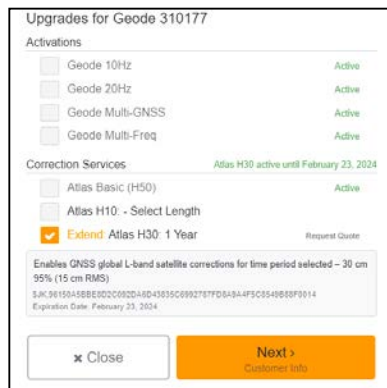 Upgrades for Geode 310177
Activations
Geode 10Hz Active
Geode 20Hz Active
Geode Multi-GNSS Active
Geode Multi-Freq Active
Correction Services Atlas H30 active until February 23, 2024
Atlas Basic (H50) Active
Atlas H10: - Select Length
Extend: Atlas H30: 1 Year Request Quote
Enables GNSS global L-band satellite corrections for time period selected – 30 cm
95% (15 cm RMS)
Expiration Date: February 23, 2024
× Close
Next ›
Customer Info